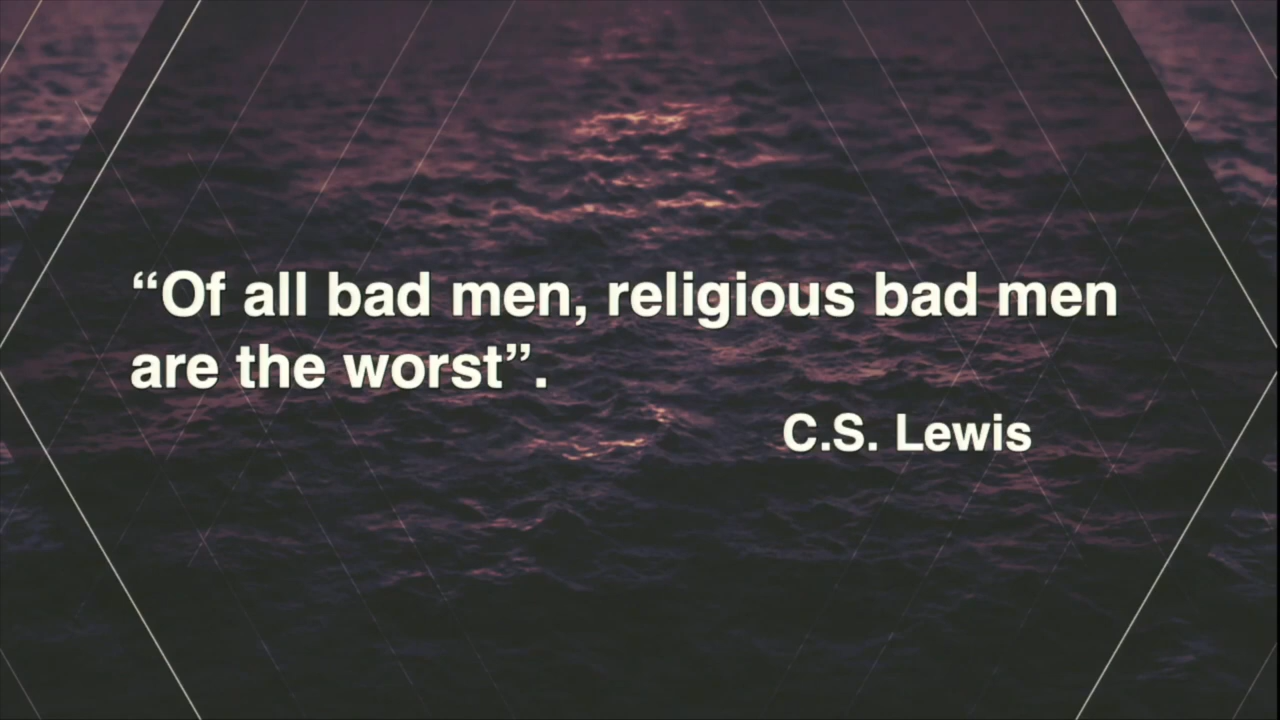 “Of all bad men, religious bad men
are the worst”.
C.S. Lewis